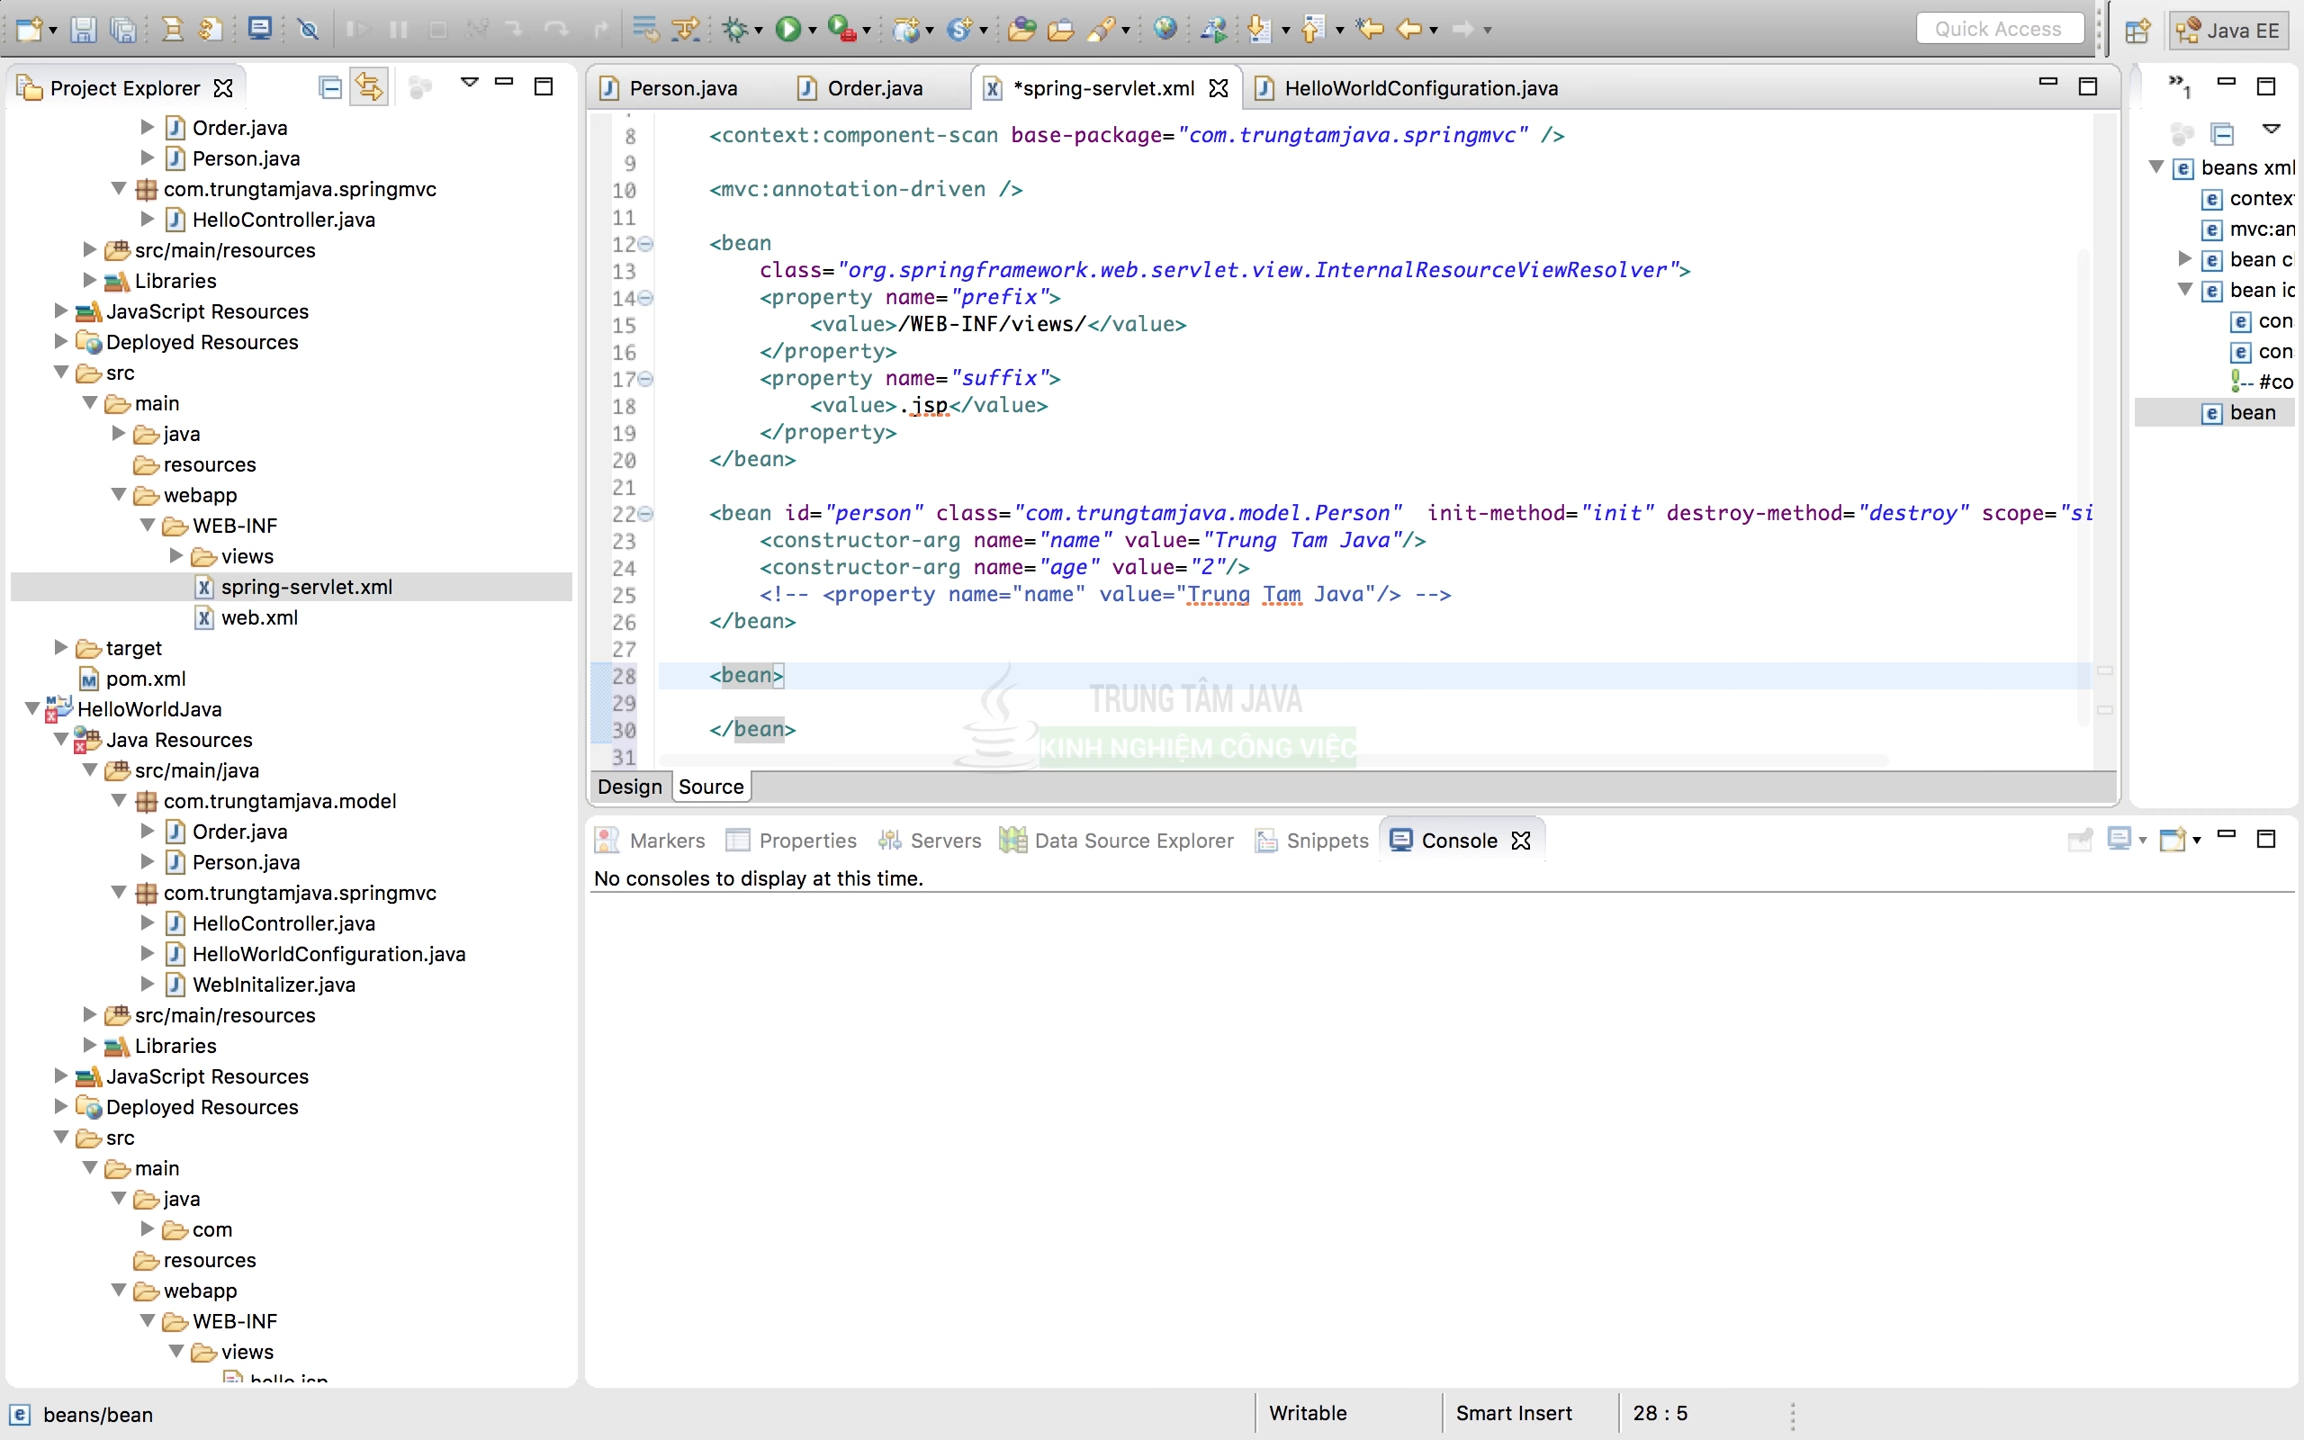 Quick Access
Java EE
Project Explorer
Order.java
Person.java
com.trungtamjava.springmvc
HelloController.java
src/main/resources
Libraries
JavaScript Resources
Deployed Resources
src
main
java
resources
webapp
WEB-INF
views
spring-servlet.xml
web.xml
target
pom.xml
HelloWorldJava
Java Resources
src/main/java
com.trungtamjava.model
Order.java
Person.java
com.trungtamjava.springmvc
HelloController.java
HelloWorldConfiguration.java
WebInitalizer.java
src/main/resources
Libraries
JavaScript Resources
Deployed Resources
src
main
java
com
resources
webapp
WEB-INF
views
hello.jsp
Person.java
Order.java
*spring-servlet.xml
HelloWorldConfiguration.java
8 <context:component-scan base-package="com.trungtamjava.springmvc" />
9
10 <mvc:annotation-driven />
11
12 <bean
13 class="org.springframework.web.servlet.view.InternalResourceViewResolver">
14 <property name="prefix">
15 <value>/WEB-INF/views/</value>
16 </property>
17 <property name="suffix">
18 <value>.jsp</value>
19 </property>
20 </bean>
21
22 <bean id="person" class="com.trungtamjava.model.Person"  init-method="init" destroy-method="destroy" scope="si
23 <constructor-arg name="name" value="Trung Tam Java"/>
24 <constructor-arg name="age" value="2"/>
25 <!-- <property name="name" value="Trung Tam Java"/> -->
26 </bean>
27
28 <bean>
29
30 </bean>
31
TRUNG TÂM JAVA
KINH NGHIỆM CÔNG VIỆC
Design
Source
1
beans xml
contex
mvc:an
bean c
bean id
con
con
#co
bean
Markers
Properties
Servers
Data Source Explorer
Snippets
Console
No consoles to display at this time.
beans/bean
Writable
Smart Insert
28 : 5